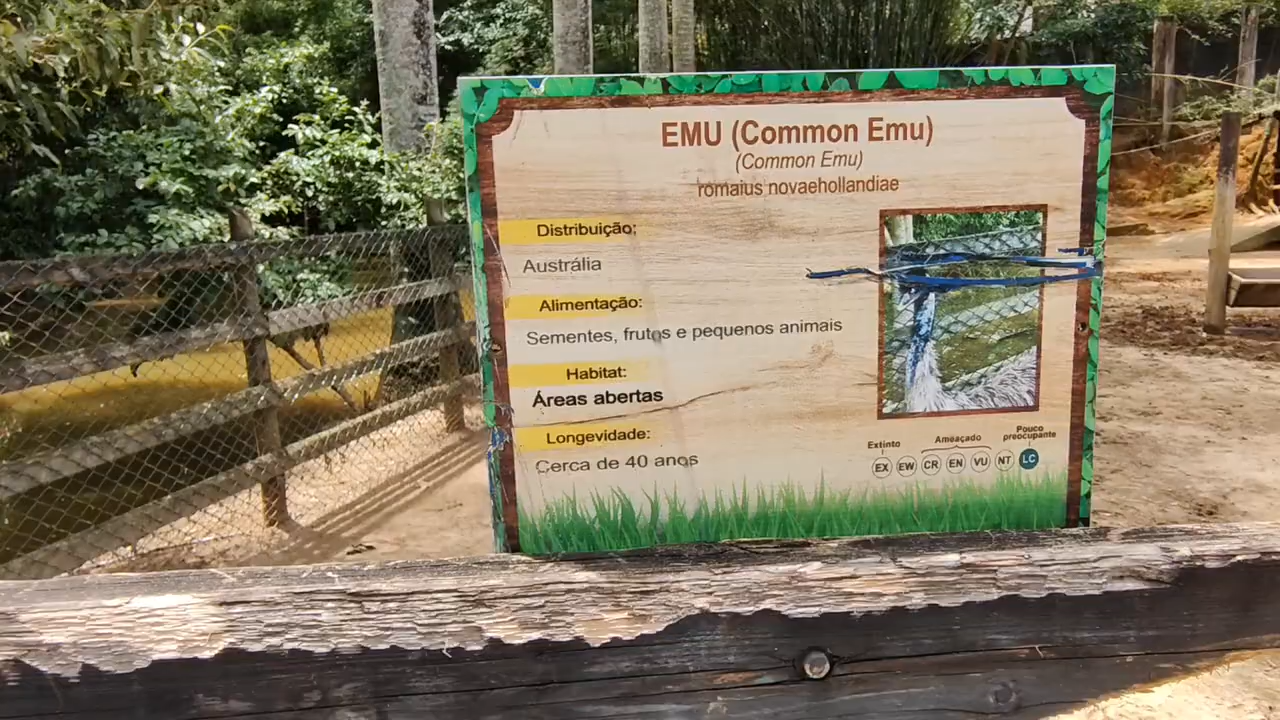 EMU (Common Emu)
(Common Emu)
romaius novaehollandiae
Distribuição:
Austrália
Alimentação:
Sementes, frutos e pequenos animais
Habitat:
Áreas abertas
Longevidade:
Cerca de 40 anos
Extinto
Ameaçado
Pouco
preocupante
EX EW CR EN VU NT LC